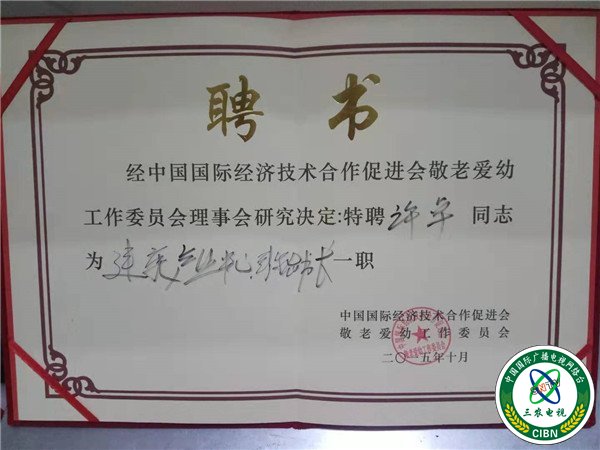 聘书
经中国国际经济技术合作促进会敬老爱幼
工作委员会理事会研究决定:特聘 许平 同志
为 一职
中国国际经济技术合作促进会
敬老爱幼工作委员会
二〇一五年十月
中国国际广播电视网络台
三农电视
CIBN